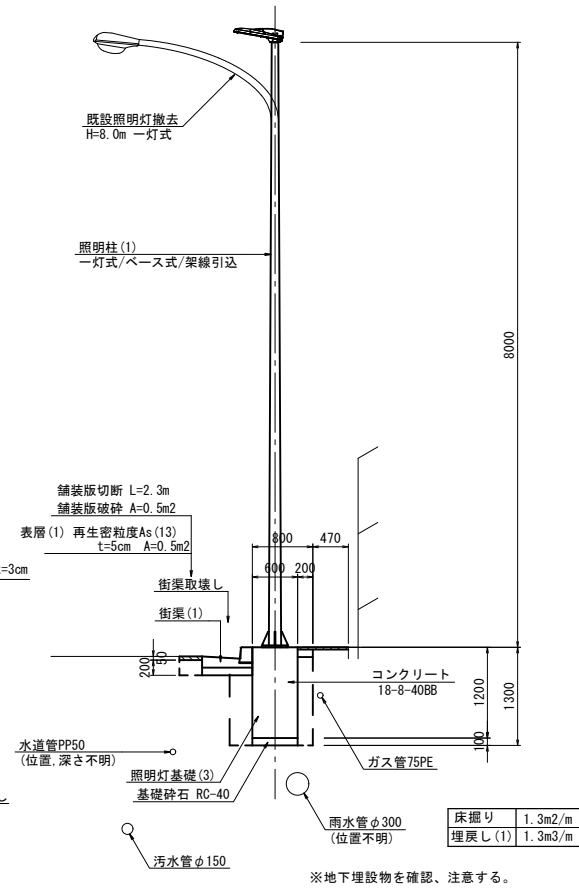 既設照明灯撤去
H=8.0m 一灯式
照明柱(1)
一灯式/ベース式/架線引込
8000
舗装版切断 L=2.3m
舗装版破砕 A=0.5m2
表層(1) 再生密粒度As(13)
t=5cm A=0.5m2
=3cm
800
470
600
200
街渠取壊し
街渠(1)
200
50
コンクリート
18-8-40BB
1200
1300
100
水道管PP50
(位置,深さ不明)
照明灯基礎(3)
基礎砕石 RC-40
ガス管75PE
雨水管φ300
(位置不明)
汚水管φ150
床掘り 1.3m2/m
埋戻し(1) 1.3m3/m
※地下埋設物を確認、注意する。